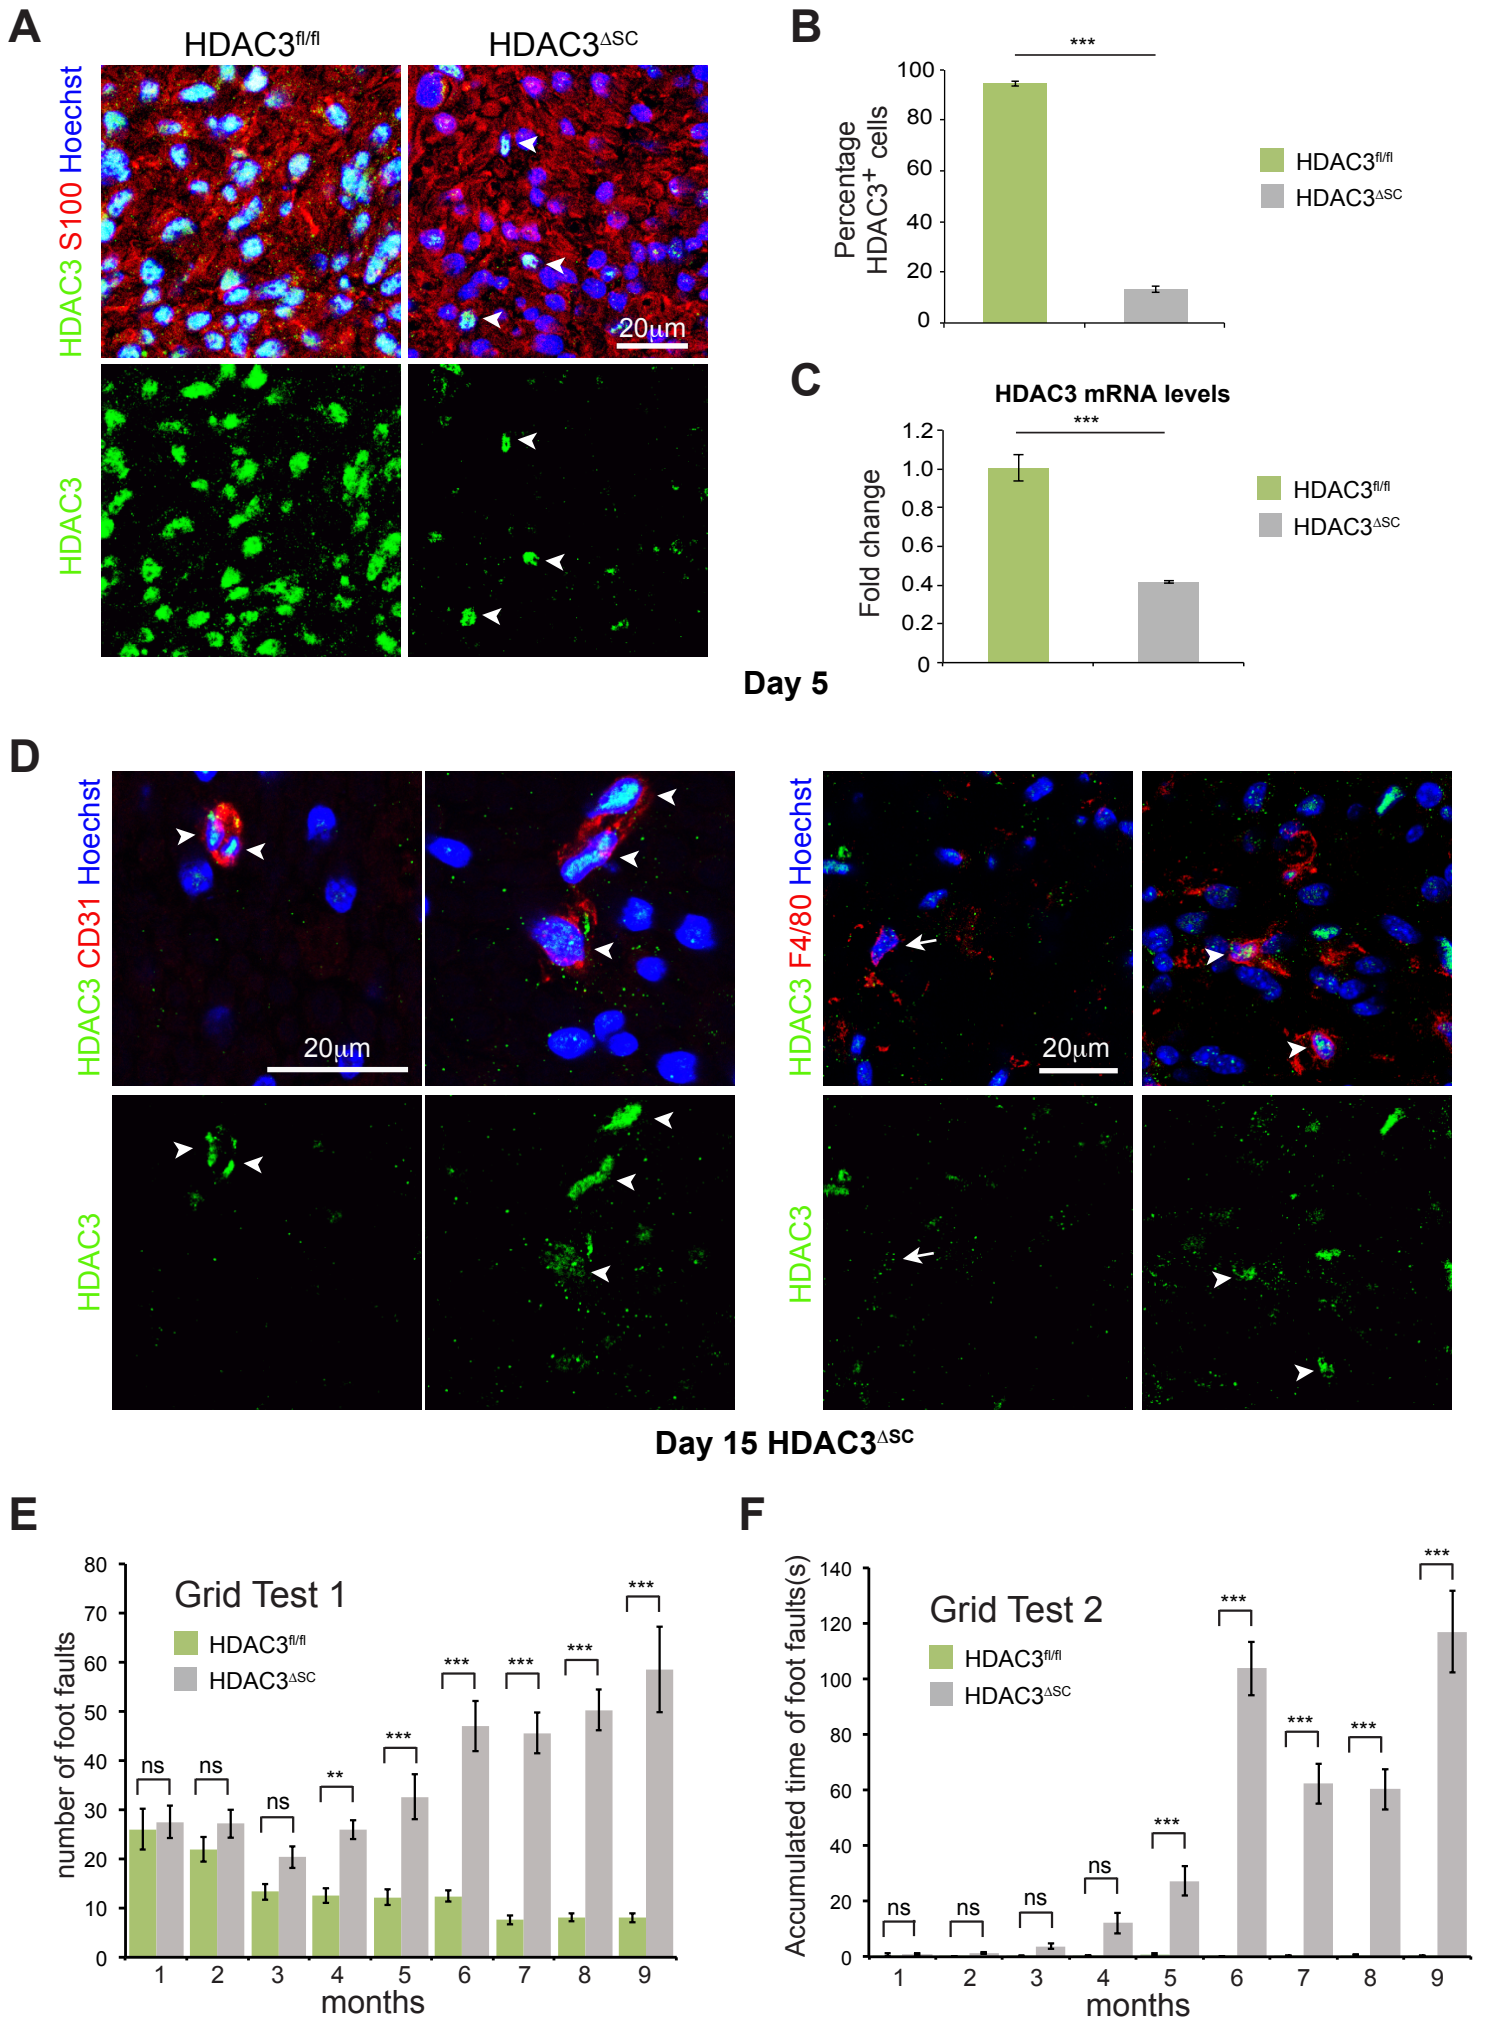 A
HDAC3fl/fl
HDAC3ΔSC
HDAC3 S100 Hoechst
20μm
HDAC3
B
***
Percentage
HDAC3+ cells
100
80
60
40
20
0
HDAC3fl/fl
HDAC3ΔSC
C
HDAC3 mRNA levels
***
Fold change
1.2
1.0
0.8
0.6
0.4
0.2
0
HDAC3fl/fl
HDAC3ΔSC
Day 5
D
HDAC3 CD31 Hoechst
20μm
HDAC3
HDAC3 F4/80 Hoechst
20μm
HDAC3
Day 15 HDAC3ΔSC
E
Grid Test 1
HDAC3fl/fl
HDAC3ΔSC
number of foot faults
80
70
60
50
40
30
20
10
0
ns
ns
ns
**
***
***
***
***
***
1 2 3 4 5 6 7 8 9
months
F
Grid Test 2
HDAC3fl/fl
HDAC3ΔSC
Accumulated time of foot faults(s)
140
120
100
80
60
40
20
0
ns
ns
ns
ns
***
***
***
***
***
1 2 3 4 5 6 7 8 9
months